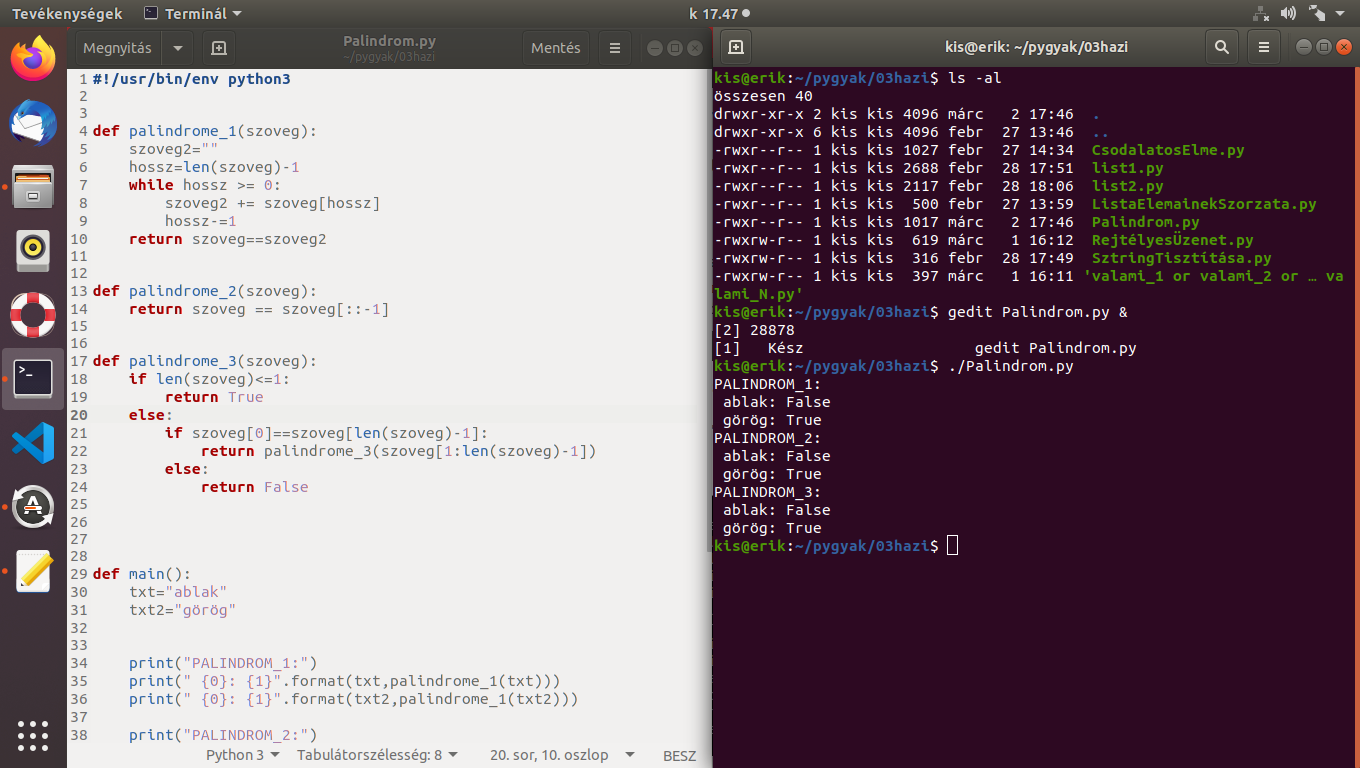 Tevékenységek Terminál k 17.47
Megnyitás Palindrom.py Mentés
~/pygyak/03hazi
1 #!/usr/bin/env python3
2
3
4 def palindrome_1(szoveg):
5     szoveg2=""
6     hossz=len(szoveg)-1
7     while hossz >= 0:
8         szoveg2 += szoveg[hossz]
9         hossz-=1
10     return szoveg==szoveg2
11
12
13 def palindrome_2(szoveg):
14     return szoveg == szoveg[::-1]
15
16
17 def palindrome_3(szoveg):
18     if len(szoveg)<=1:
19         return True
20     else:
21         if szoveg[0]==szoveg[len(szoveg)-1]:
22             return palindrome_3(szoveg[1:len(szoveg)-1])
23         else:
24             return False
25
26
27
28
29 def main():
30     txt="ablak"
31     txt2="görög"
32
33
34     print("PALINDROM_1:")
35     print(" {0}: {1}".format(txt,palindrome_1(txt)))
36     print(" {0}: {1}".format(txt2,palindrome_1(txt2)))
37
38     print("PALINDROM_2:")
Python 3 Tabulátorszélesség: 8 20. sor, 10. oszlop BESZ
kis@erik: ~/pygyak/03hazi
kis@erik:~/pygyak/03hazi$ ls -al
összesen 40
drwxr-xr-x 2 kis kis 4096 márc   2 17:46  .
drwxr-xr-x 6 kis kis 4096 febr  27 13:46  ..
-rwxr--r-- 1 kis kis 1027 febr  27 14:34  CsodalatosElme.py
-rwxr--r-- 1 kis kis 2688 febr  28 17:51  list1.py
-rwxr--r-- 1 kis kis 2117 febr  28 18:06  list2.py
-rwxr--r-- 1 kis kis  500 febr  27 13:59  ListaElemainekSzorzata.py
-rwxr--r-- 1 kis kis 1017 márc   2 17:46  Palindrom.py
-rwxrw-r-- 1 kis kis  619 márc   1 16:12  RejtélyesÜzenet.py
-rwxrw-r-- 1 kis kis  316 febr  28 17:49  SztringTisztítása.py
-rwxrw-r-- 1 kis kis  397 márc   1 16:11 'valami_1 or valami_2 or … va
lami_N.py'
kis@erik:~/pygyak/03hazi$ gedit Palindrom.py &
[2] 28878
[1]   Kész                   gedit Palindrom.py
kis@erik:~/pygyak/03hazi$ ./Palindrom.py
PALINDROM_1:
 ablak: False
 görög: True
PALINDROM_2:
 ablak: False
 görög: True
PALINDROM_3:
 ablak: False
 görög: True
kis@erik:~/pygyak/03hazi$